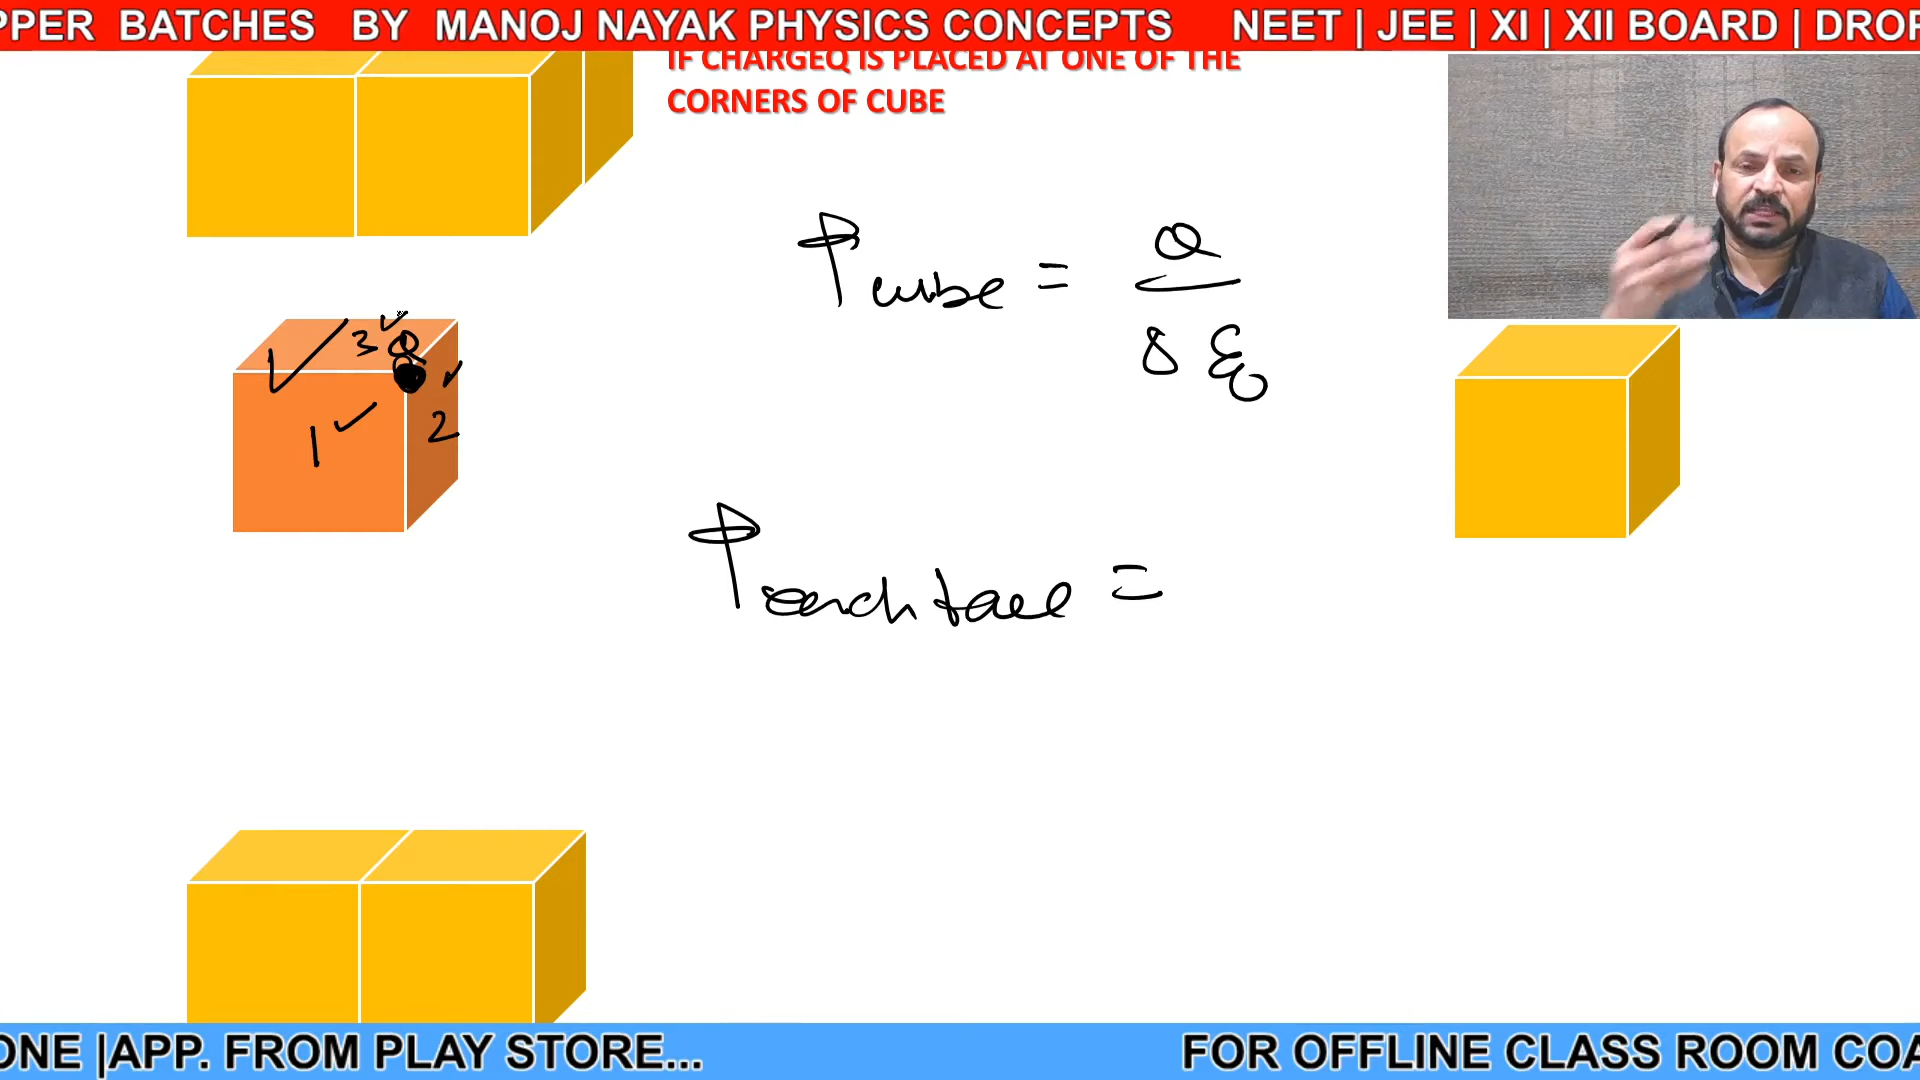 PPER BATCHES BY MANOJ NAYAK PHYSICS CONCEPTS NEET | JEE | XI | XII BOARD | DROP
IF CHARGEQ IS PLACED AT ONE OF THE
CORNERS OF CUBE
Φcube = Q / 8 ε0
3 Q
1
2
Φeach face =
ONE |APP. FROM PLAY STORE... FOR OFFLINE CLASS ROOM COA